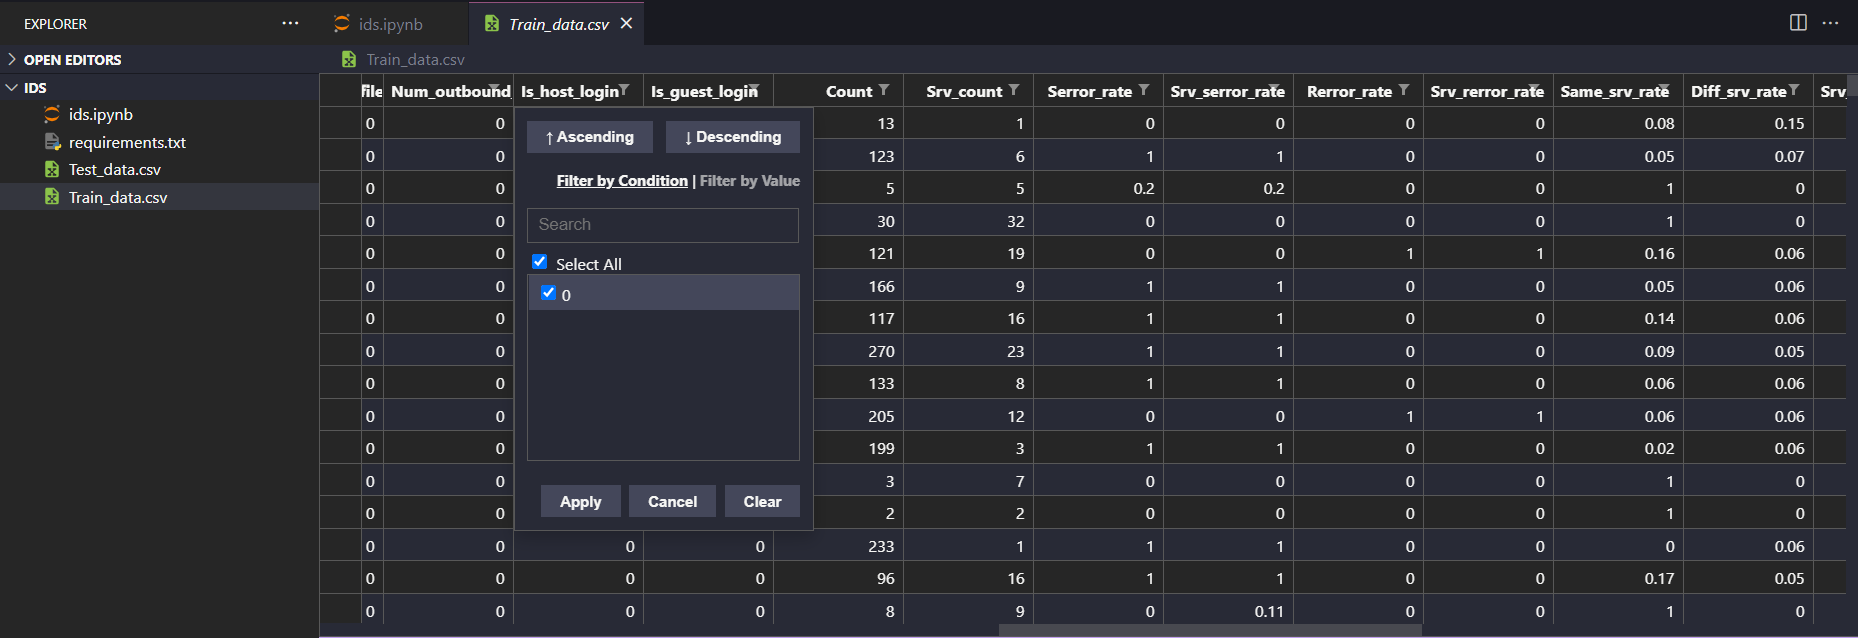 EXPLORER ···
OPEN EDITORS
IDS
ids.ipynb
requirements.txt
Test_data.csv
Train_data.csv
ids.ipynb Train_data.csv ···
Train_data.csv
file Num_outbound_ Is_host_login Is_guest_login Count Srv_count Serror_rate Srv_serror_rate Rerror_rate Srv_rerror_rate Same_srv_rate Diff_srv_rate Srv_
0 0 13 1 0 0 0 0 0.08 0.15
0 0 123 6 1 1 0 0 0.05 0.07
0 0 5 5 0.2 0.2 0 0 1 0
0 0 30 32 0 0 0 0 1 0
0 0 121 19 0 0 1 1 0.16 0.06
0 0 166 9 1 1 0 0 0.05 0.06
0 0 117 16 1 1 0 0 0.14 0.06
0 0 270 23 1 1 0 0 0.09 0.05
0 0 133 8 1 1 0 0 0.06 0.06
0 0 205 12 0 0 1 1 0.06 0.06
0 0 199 3 1 1 0 0 0.02 0.06
0 0 3 7 0 0 0 0 1 0
0 0 2 2 0 0 0 0 1 0
0 0 0 0 233 1 1 1 0 0 0 0.06
0 0 0 0 96 16 1 1 0 0 0.17 0.05
0 0 0 0 8 9 0 0.11 0 0 1 0
↑ Ascending ↓ Descending
Filter by Condition | Filter by Value
Search
Select All
0
Apply Cancel Clear